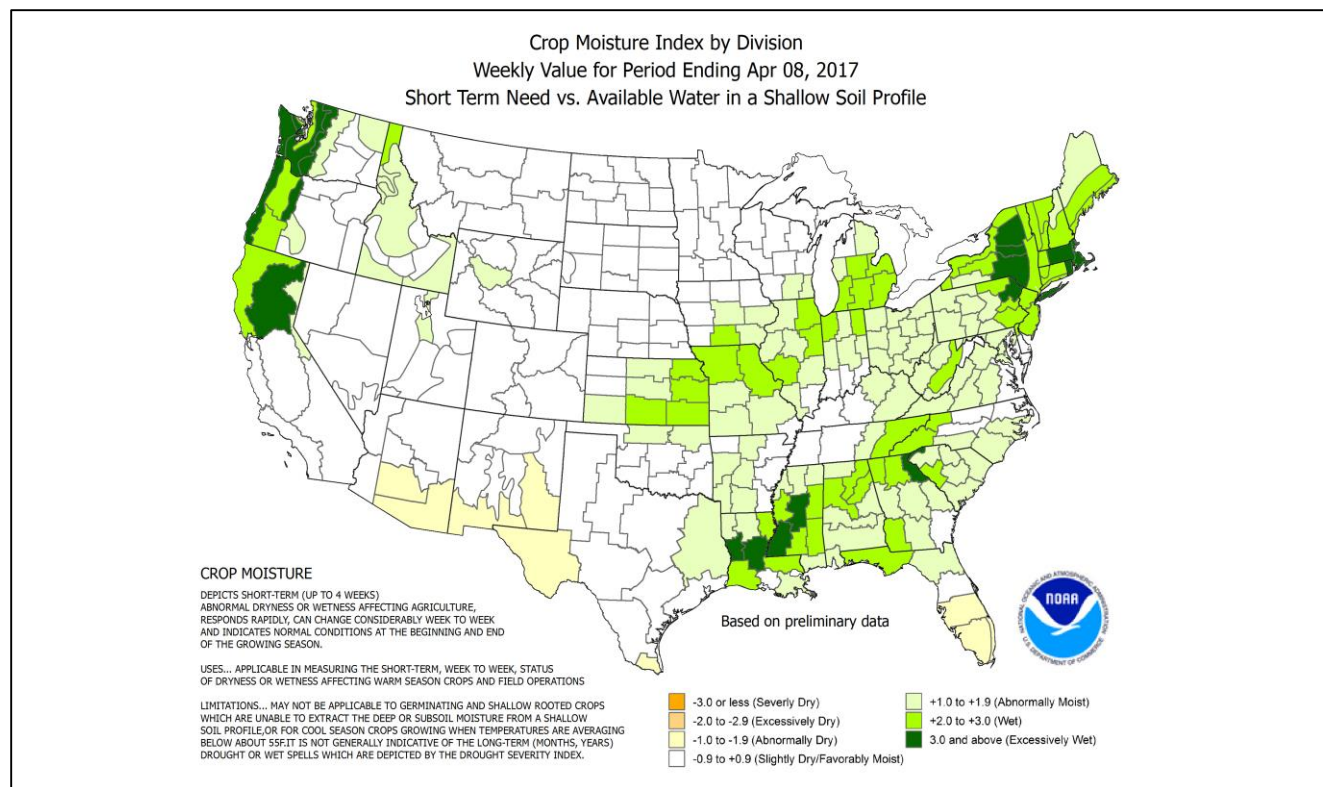 Crop Moisture Index by Division
Weekly Value for Period Ending Apr 08, 2017
Short Term Need vs. Available Water in a Shallow Soil Profile
CROP MOISTURE
DEPICTS SHORT-TERM (UP TO 4 WEEKS)
ABNORMAL DRYNESS OR WETNESS AFFECTING AGRICULTURE,
RESPONDS RAPIDLY, CAN CHANGE CONSIDERABLY WEEK TO WEEK
AND INDICATES NORMAL CONDITIONS AT THE BEGINNING AND END
OF THE GROWING SEASON.
USES... APPLICABLE IN MEASURING THE SHORT-TERM, WEEK TO WEEK, STATUS
OF DRYNESS OR WETNESS AFFECTING WARM SEASON CROPS AND FIELD OPERATIONS
LIMITATIONS... MAY NOT BE APPLICABLE TO GERMINATING AND SHALLOW ROOTED CROPS
WHICH ARE UNABLE TO EXTRACT THE DEEP OR SUBSOIL MOISTURE FROM A SHALLOW
SOIL PROFILE,OR FOR COOL SEASON CROPS GROWING WHEN TEMPERATURES ARE AVERAGING
BELOW ABOUT 55F.IT IS NOT GENERALLY INDICATIVE OF THE LONG-TERM (MONTHS, YEARS)
DROUGHT OR WET SPELLS WHICH ARE DEPICTED BY THE DROUGHT SEVERITY INDEX.
Based on preliminary data
NATIONAL OCEANIC AND ATMOSPHERIC ADMINISTRATION
NOAA
U.S. DEPARTMENT OF COMMERCE
-3.0 or less (Severly Dry)
-2.0 to -2.9 (Excessively Dry)
-1.0 to -1.9 (Abnormally Dry)
-0.9 to +0.9 (Slightly Dry/Favorably Moist)
+1.0 to +1.9 (Abnormally Moist)
+2.0 to +3.0 (Wet)
3.0 and above (Excessively Wet)